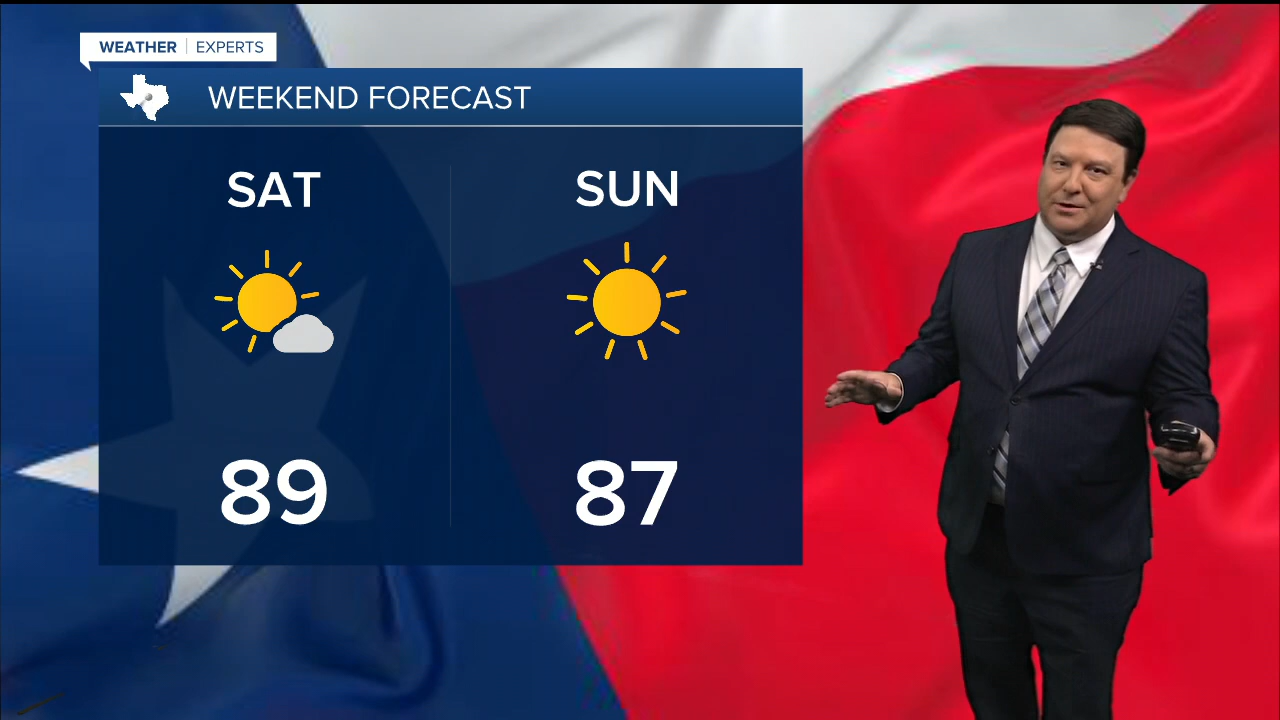 WEATHER | EXPERTS
WEEKEND FORECAST
SAT
SUN
89
87